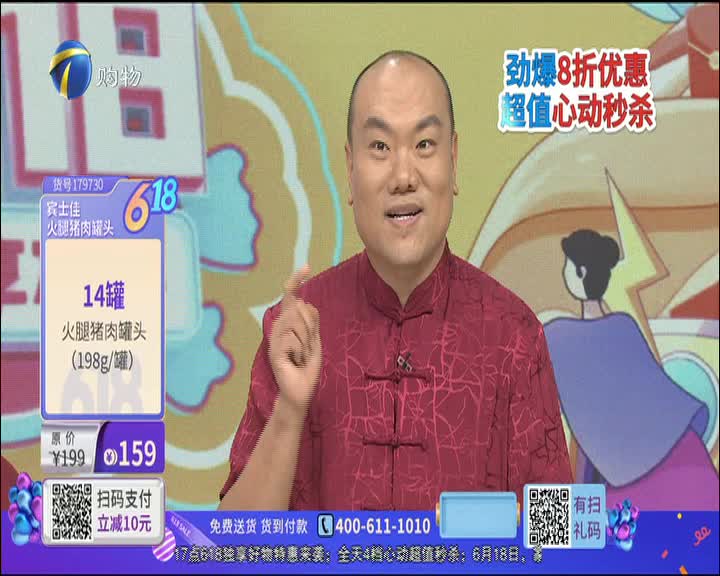 购物
劲爆8折优惠
超值心动秒杀
18
货号179730
618
宾士佳
火腿猪肉罐头
14罐
火腿猪肉罐头
(198g/罐)
618
原价
¥199
¥159
扫码支付
立减10元
618 SALE
免费送货 货到付款 400-611-1010
有扫
礼码
17点618独享好物特惠来袭；全天4档心动超值秒杀；6月18日，